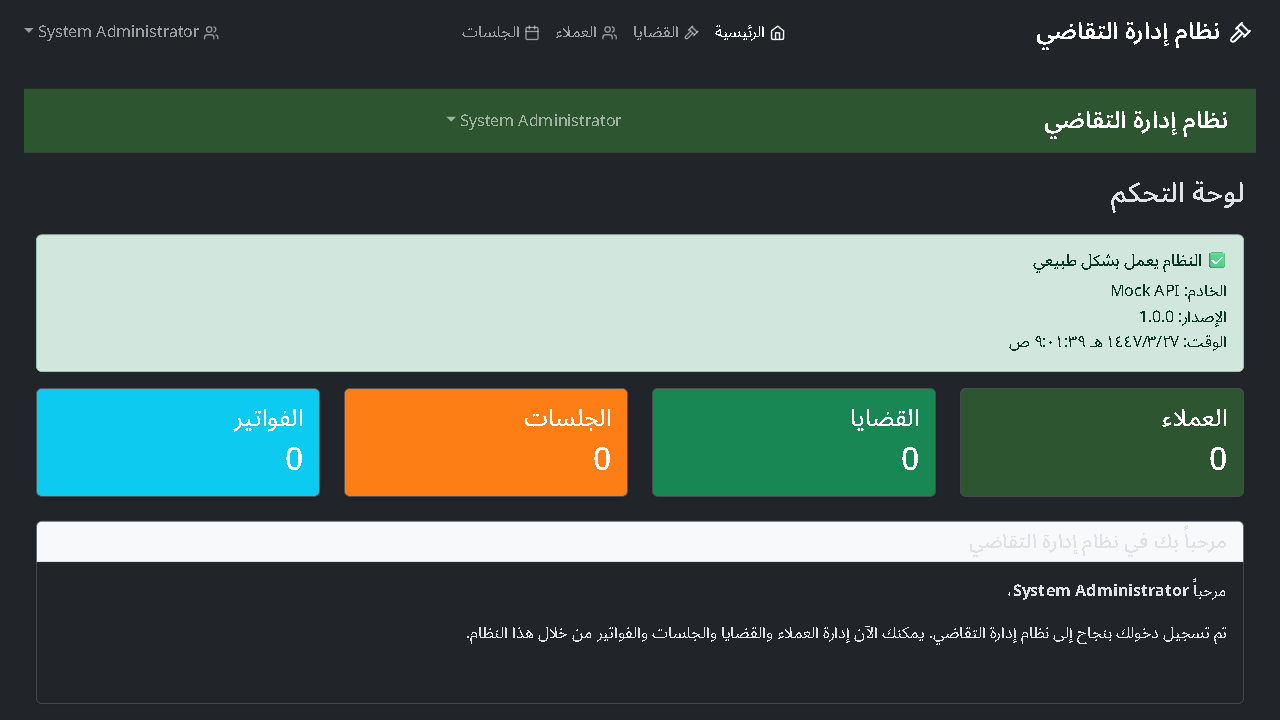 نظام إدارة التقاضي
الرئيسية
القضايا
العملاء
الجلسات
System Administrator
نظام إدارة التقاضي
System Administrator
لوحة التحكم
✅ النظام يعمل بشكل طبيعي
الخادم: Mock API
الإصدار: 1.0.0
الوقت: ١٤٤٧/٣/٢٧ هـ ٩:٠١:٣٩ ص
العملاء
0
القضايا
0
الجلسات
0
الفواتير
0
مرحباً بك في نظام إدارة التقاضي
مرحباً System Administrator،
تم تسجيل دخولك بنجاح إلى نظام إدارة التقاضي. يمكنك الآن إدارة العملاء والقضايا والجلسات والفواتير من خلال هذا النظام.